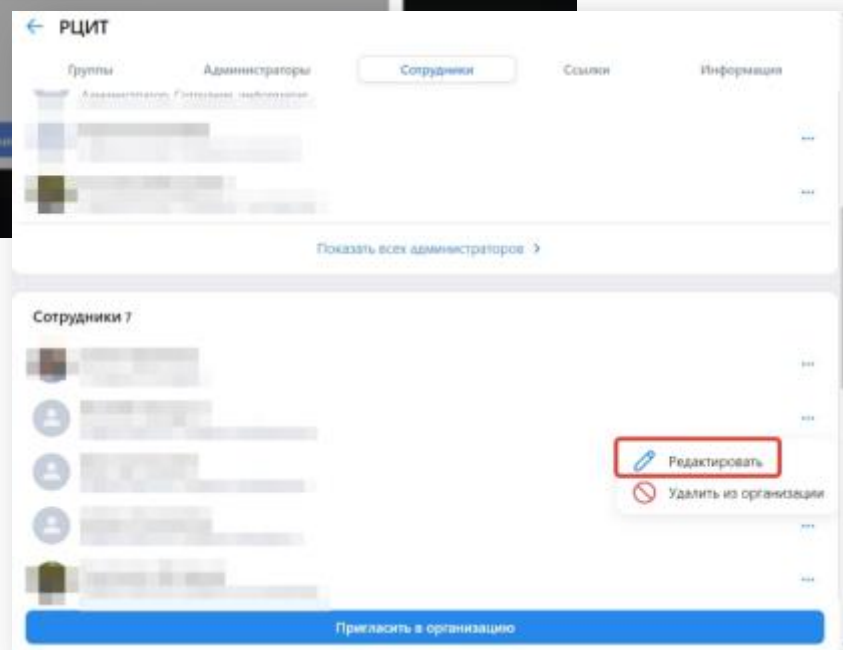 ← РЦИТ
Группы Администраторы Сотрудники Ссылки Информация
Показать всех администраторов >
Сотрудники 7
Редактировать
Удалить из организации
Пригласить в организацию